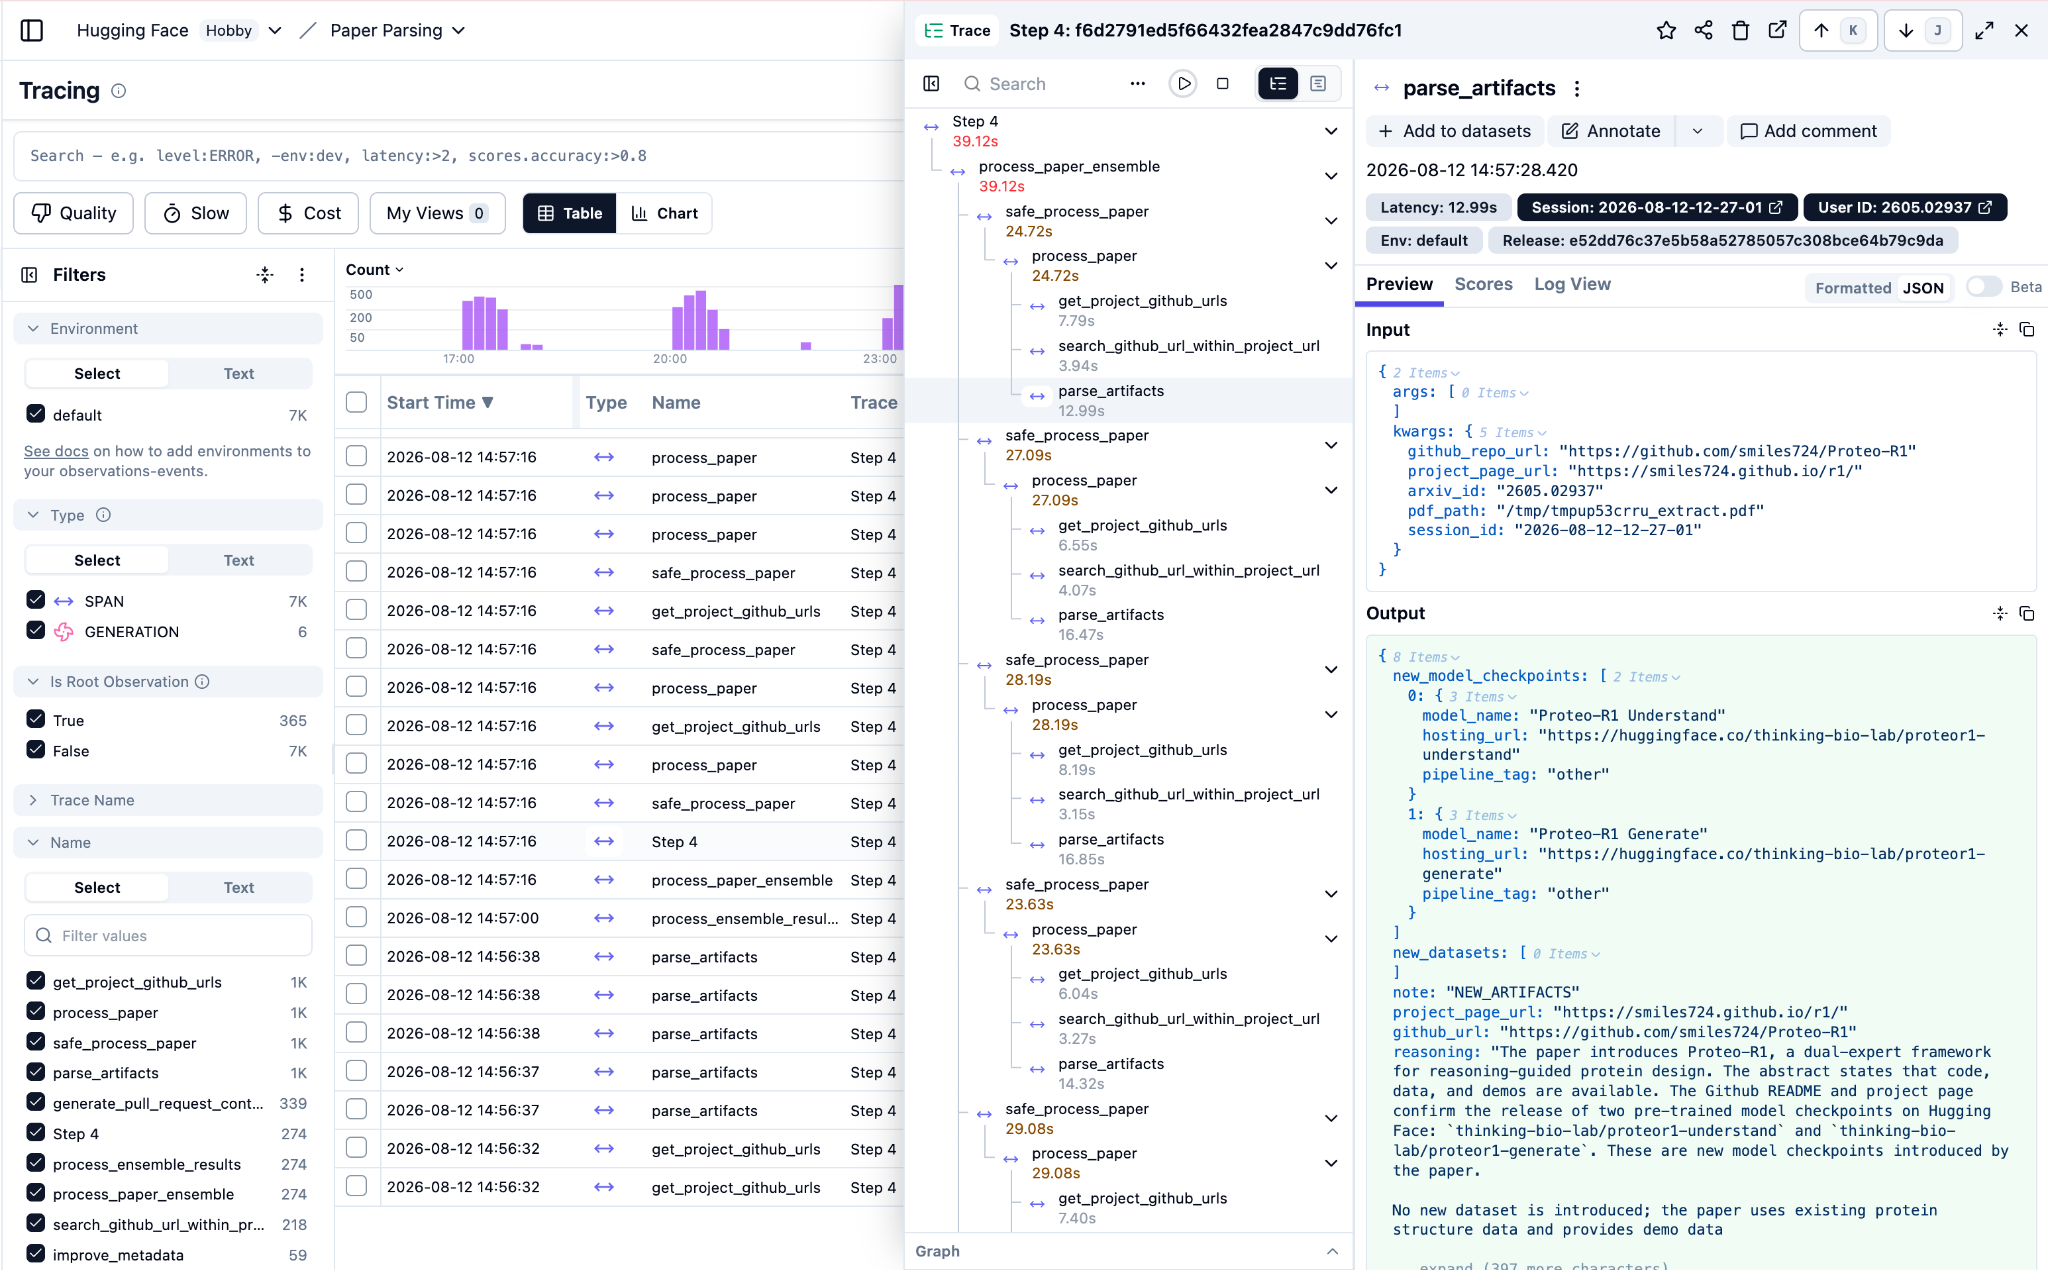 Hugging Face Hobby / Paper Parsing
Tracing
Search – e.g. level:ERROR, -env:dev, latency:>2, scores.accuracy:>0.8
Quality Slow Cost My Views 0 Table Chart
Filters
Environment
Select Text
default 7K
See docs on how to add environments to
your observations-events.
Type
Select Text
SPAN 7K
GENERATION 6
Is Root Observation
True 365
False 7K
Trace Name
Name
Select Text
Filter values
get_project_github_urls 1K
process_paper 1K
safe_process_paper 1K
parse_artifacts 1K
generate_pull_request_cont... 339
Step 4 274
process_ensemble_results 274
process_paper_ensemble 274
search_github_url_within_pr... 218
improve_metadata 59
Count
500
200
50
17:00 20:00 23:00
Start Time ▼ Type Name Trace
2026-08-12 14:57:16 process_paper Step 4
2026-08-12 14:57:16 process_paper Step 4
2026-08-12 14:57:16 process_paper Step 4
2026-08-12 14:57:16 safe_process_paper Step 4
2026-08-12 14:57:16 get_project_github_urls Step 4
2026-08-12 14:57:16 safe_process_paper Step 4
2026-08-12 14:57:16 process_paper Step 4
2026-08-12 14:57:16 get_project_github_urls Step 4
2026-08-12 14:57:16 process_paper Step 4
2026-08-12 14:57:16 safe_process_paper Step 4
2026-08-12 14:57:16 Step 4 Step 4
2026-08-12 14:57:16 process_paper_ensemble Step 4
2026-08-12 14:57:00 process_ensemble_resul... Step 4
2026-08-12 14:56:38 parse_artifacts Step 4
2026-08-12 14:56:38 parse_artifacts Step 4
2026-08-12 14:56:38 parse_artifacts Step 4
2026-08-12 14:56:37 parse_artifacts Step 4
2026-08-12 14:56:37 parse_artifacts Step 4
2026-08-12 14:56:32 get_project_github_urls Step 4
2026-08-12 14:56:32 get_project_github_urls Step 4
Trace Step 4: f6d2791ed5f66432fea2847c9dd76fc1
K J
Search
Step 4
39.12s
process_paper_ensemble
39.12s
safe_process_paper
24.72s
process_paper
24.72s
get_project_github_urls
7.79s
search_github_url_within_project_url
3.94s
parse_artifacts
12.99s
safe_process_paper
27.09s
process_paper
27.09s
get_project_github_urls
6.55s
search_github_url_within_project_url
4.07s
parse_artifacts
16.47s
safe_process_paper
28.19s
process_paper
28.19s
get_project_github_urls
8.19s
search_github_url_within_project_url
3.15s
parse_artifacts
16.85s
safe_process_paper
23.63s
process_paper
23.63s
get_project_github_urls
6.04s
search_github_url_within_project_url
3.27s
parse_artifacts
14.32s
safe_process_paper
29.08s
process_paper
29.08s
get_project_github_urls
7.40s
Graph
parse_artifacts
Add to datasets Annotate Add comment
2026-08-12 14:57:28.420
Latency: 12.99s Session: 2026-08-12-12-27-01 User ID: 2605.02937
Env: default Release: e52dd76c37e5b58a52785057c308bce64b79c9da
Preview Scores Log View Formatted JSON Beta
Input
{ 2 Items
args: [ 0 Items
]
kwargs: { 5 Items
github_repo_url: "https://github.com/smiles724/Proteo-R1"
project_page_url: "https://smiles724.github.io/r1/"
arxiv_id: "2605.02937"
pdf_path: "/tmp/tmpup53crru_extract.pdf"
session_id: "2026-08-12-12-27-01"
}
}
Output
{ 8 Items
new_model_checkpoints: [ 2 Items
0: { 3 Items
model_name: "Proteo-R1 Understand"
hosting_url: "https://huggingface.co/thinking-bio-lab/proteor1-
understand"
pipeline_tag: "other"
}
1: { 3 Items
model_name: "Proteo-R1 Generate"
hosting_url: "https://huggingface.co/thinking-bio-lab/proteor1-
generate"
pipeline_tag: "other"
}
]
new_datasets: [ 0 Items
]
note: "NEW_ARTIFACTS"
project_page_url: "https://smiles724.github.io/r1/"
github_url: "https://github.com/smiles724/Proteo-R1"
reasoning: "The paper introduces Proteo-R1, a dual-expert framework
for reasoning-guided protein design. The abstract states that code,
data, and demos are available. The Github README and project page
confirm the release of two pre-trained model checkpoints on Hugging
Face: `thinking-bio-lab/proteor1-understand` and `thinking-bio-
lab/proteor1-generate`. These are new model checkpoints introduced by
the paper.
No new dataset is introduced; the paper uses existing protein
structure data and provides demo data
...expand (397 more characters)